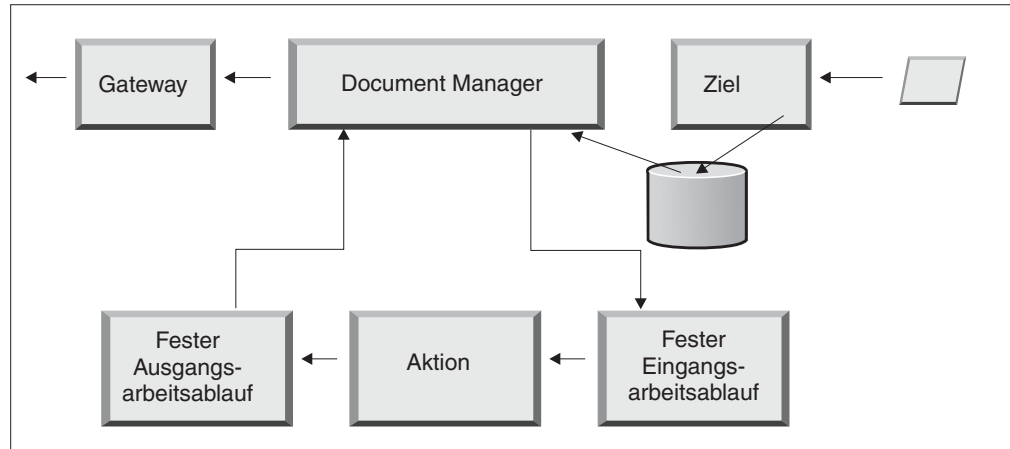 Gateway
Document Manager
Ziel
Fester
Ausgangs-
arbeitsablauf
Aktion
Fester
Eingangs-
arbeitsablauf